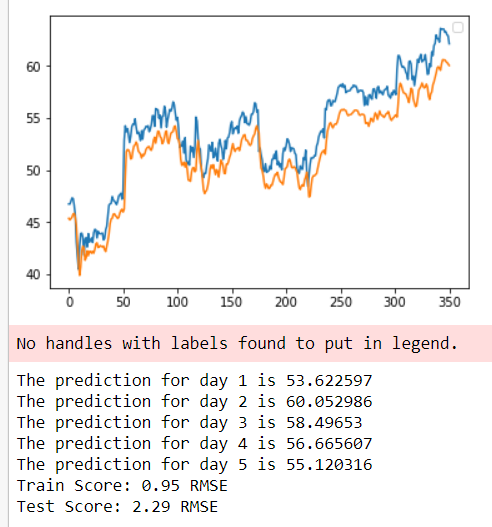 60
55
50
45
40
0 50 100 150 200 250 300 350
No handles with labels found to put in legend.
The prediction for day 1 is 53.622597
The prediction for day 2 is 60.052986
The prediction for day 3 is 58.49653
The prediction for day 4 is 56.665607
The prediction for day 5 is 55.120316
Train Score: 0.95 RMSE
Test Score: 2.29 RMSE